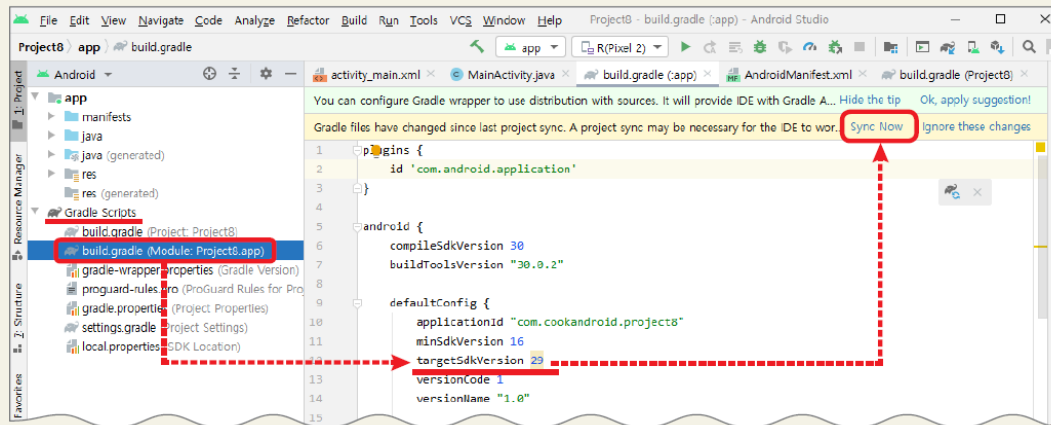 File Edit View Navigate Code Analyze Refactor Build Run Tools VCS Window Help Project8 - build.gradle (:app) - Android Studio
Project8 app build.gradle
app R(Pixel 2)
1: Project
Resource Manager
7: Structure
Favorites
Android
app
manifests
java
java (generated)
res
res (generated)
Gradle Scripts
build.gradle (Project: Project8)
build.gradle (Module: Project8.app)
gradle-wrapper.properties (Gradle Version)
proguard-rules.pro (ProGuard Rules for Pro
gradle.properties (Project Properties)
settings.gradle (Project Settings)
local.properties (SDK Location)
activity_main.xml MainActivity.java build.gradle (:app) AndroidManifest.xml build.gradle (Project8)
You can configure Gradle wrapper to use distribution with sources. It will provide IDE with Gradle A... Hide the tip Ok, apply suggestion!
Gradle files have changed since last project sync. A project sync may be necessary for the IDE to wor... Sync Now Ignore these changes
1 plugins {
2 id 'com.android.application'
3 }
4
5 android {
6 compileSdkVersion 30
7 buildToolsVersion "30.0.2"
8
9 defaultConfig {
10 applicationId "com.cookandroid.project8"
11 minSdkVersion 16
12 targetSdkVersion 29
13 versionCode 1
14 versionName "1.0"
15